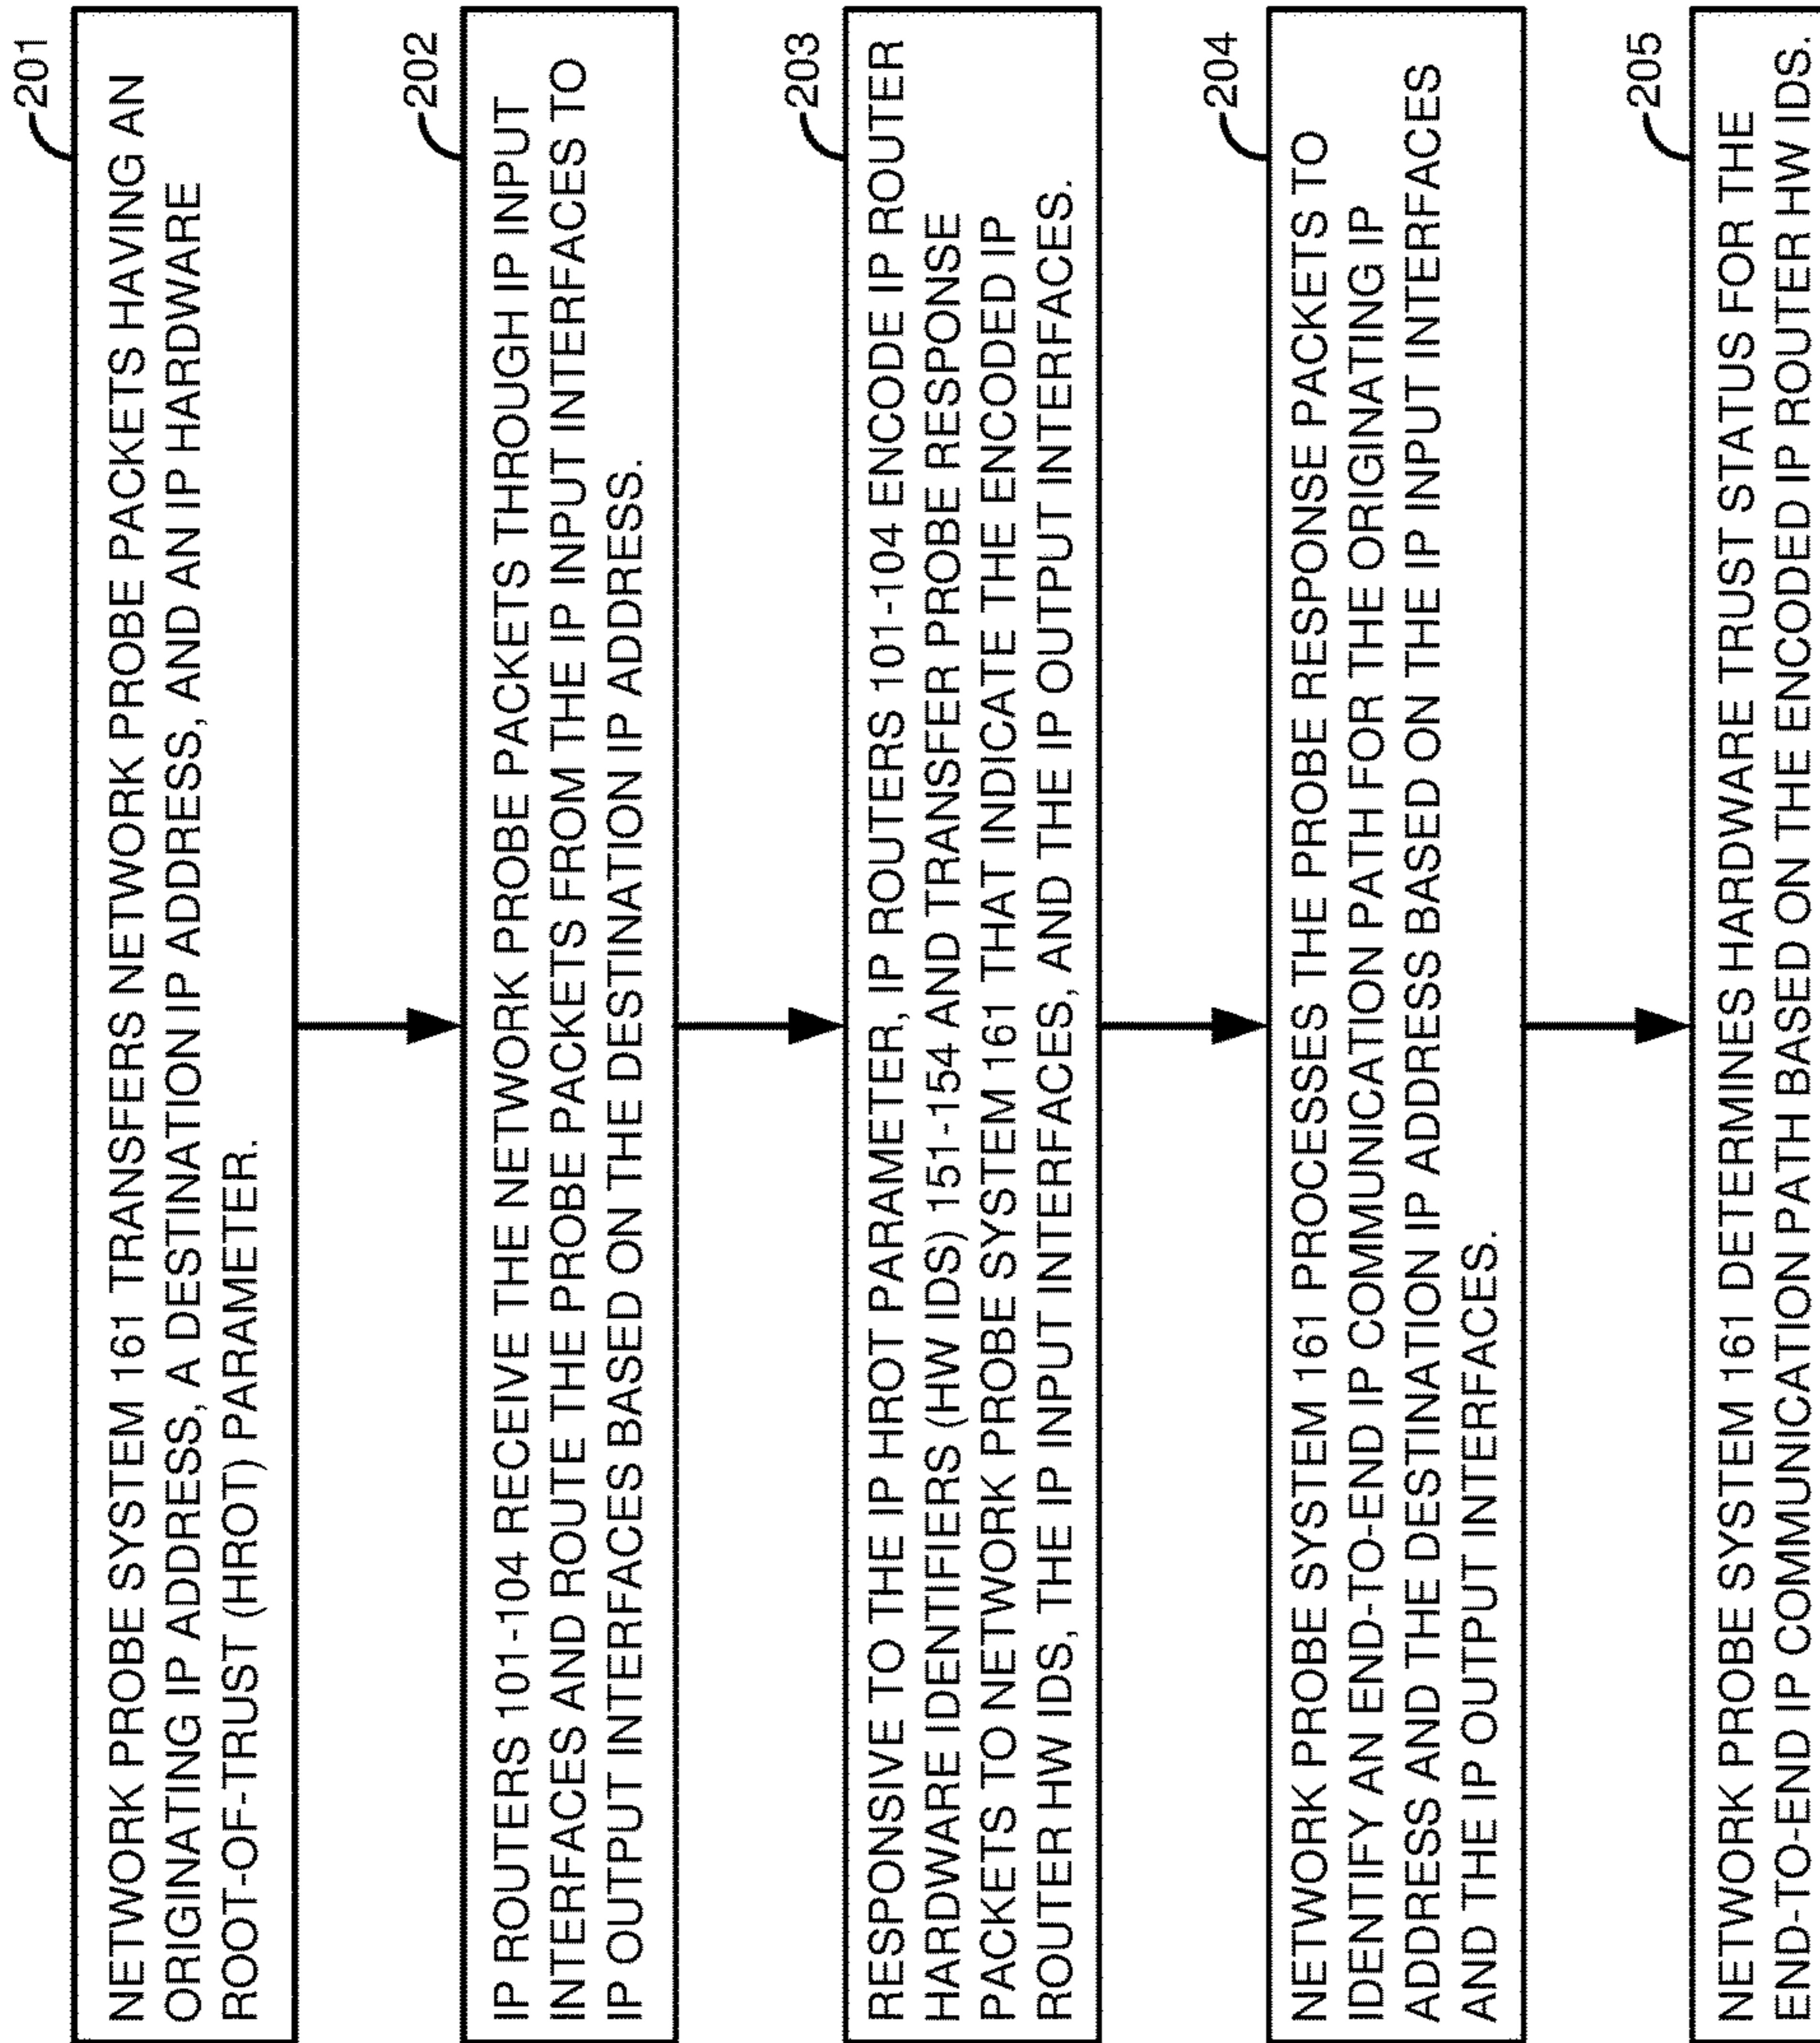 201
NETWORK PROBE SYSTEM 161 TRANSFERS NETWORK PROBE PACKETS HAVING AN
ORIGINATING IP ADDRESS, A DESTINATION IP ADDRESS, AND AN IP HARDWARE
ROOT-OF-TRUST (HROT) PARAMETER.
202
IP ROUTERS 101-104 RECEIVE THE NETWORK PROBE PACKETS THROUGH IP INPUT
INTERFACES AND ROUTE THE PROBE PACKETS FROM THE IP INPUT INTERFACES TO
IP OUTPUT INTERFACES BASED ON THE DESTINATION IP ADDRESS.
203
RESPONSIVE TO THE IP HROT PARAMETER, IP ROUTERS 101-104 ENCODE IP ROUTER
HARDWARE IDENTIFIERS (HW IDS) 151-154 AND TRANSFER PROBE RESPONSE
PACKETS TO NETWORK PROBE SYSTEM 161 THAT INDICATE THE ENCODED IP
ROUTER HW IDS, THE IP INPUT INTERFACES, AND THE IP OUTPUT INTERFACES.
204
NETWORK PROBE SYSTEM 161 PROCESSES THE PROBE RESPONSE PACKETS TO
IDENTIFY AN END-TO-END IP COMMUNICATION PATH FOR THE ORIGINATING IP
ADDRESS AND THE DESTINATION IP ADDRESS BASED ON THE IP INPUT INTERFACES
AND THE IP OUTPUT INTERFACES.
205
NETWORK PROBE SYSTEM 161 DETERMINES HARDWARE TRUST STATUS FOR THE
END-TO-END IP COMMUNICATION PATH BASED ON THE ENCODED IP ROUTER HW IDS.